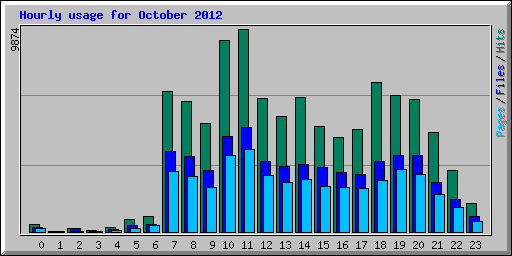 Hourly usage for October 2012
9874
Pages/Files/Hits
0 1 2 3 4 5 6 7 8 9 10 11 12 13 14 15 16 17 18 19 20 21 22 23